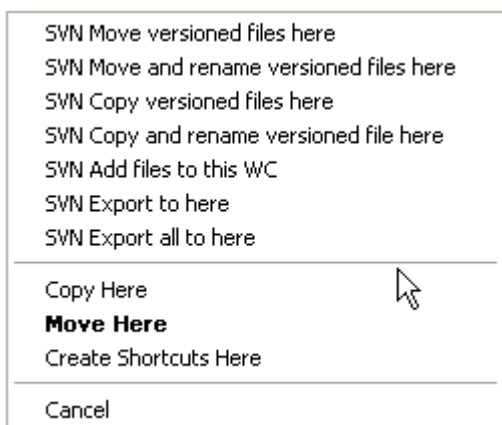 SVN Move versioned files here
SVN Move and rename versioned files here
SVN Copy versioned files here
SVN Copy and rename versioned file here
SVN Add files to this WC
SVN Export to here
SVN Export all to here
Copy Here
Move Here
Create Shortcuts Here
Cancel